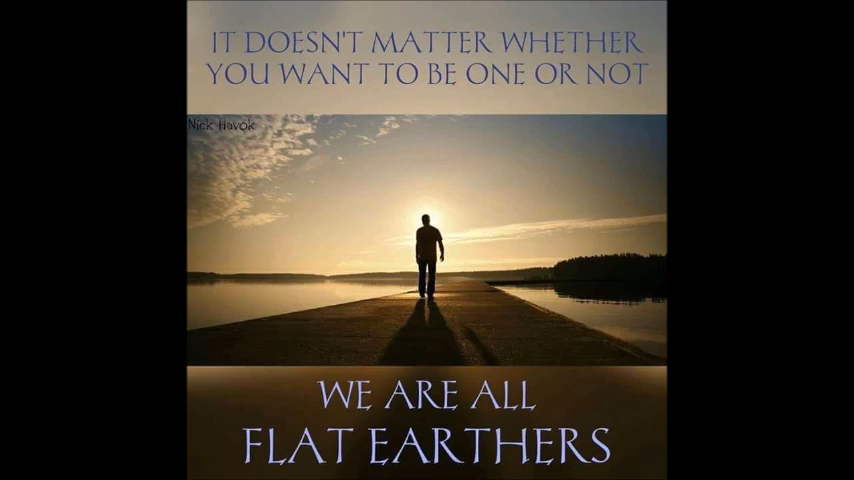 IT DOESN'T MATTER WHETHER
YOU WANT TO BE ONE OR NOT
Nick Havok
WE ARE ALL
FLAT EARTHERS